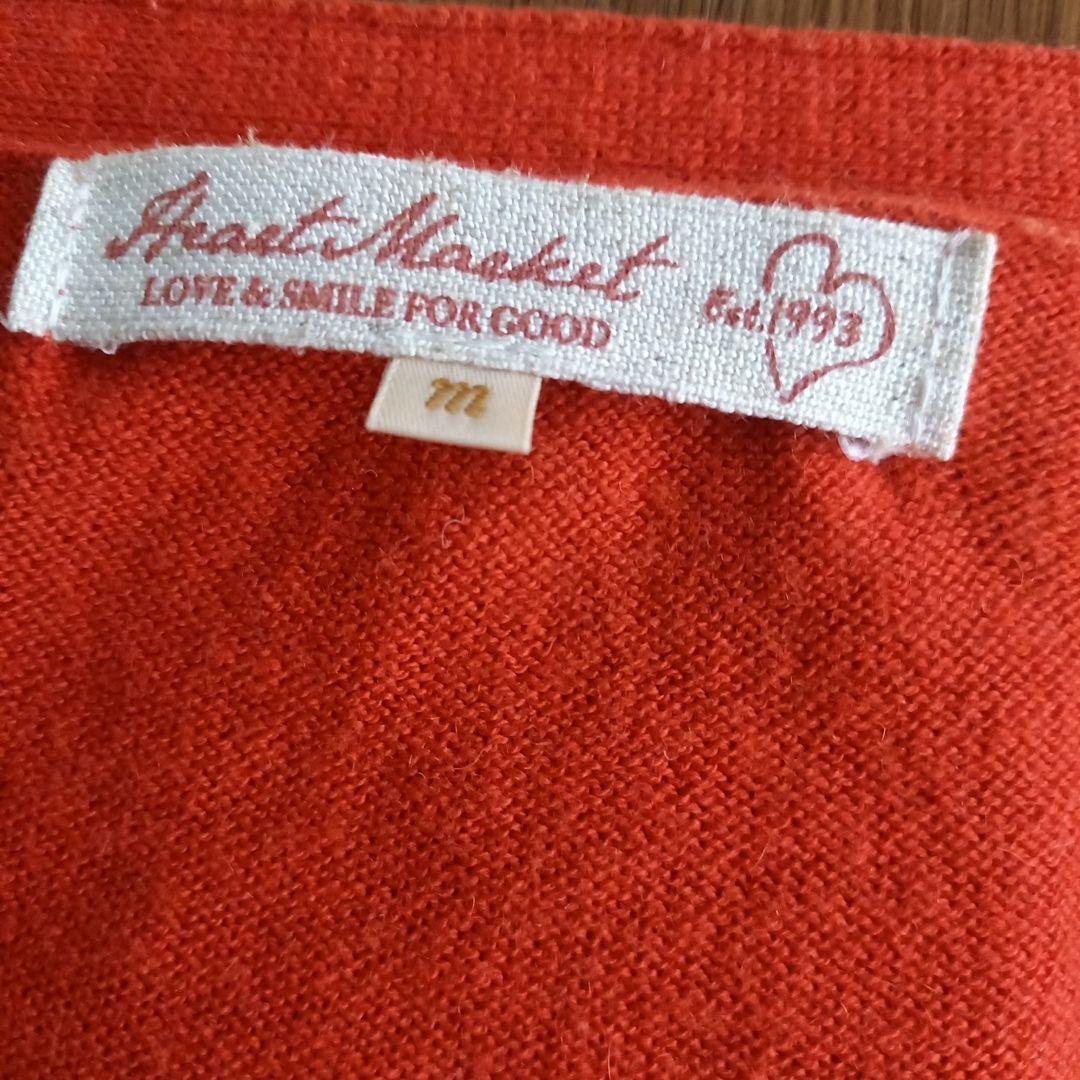 Heart Market
LOVE & SMILE FOR GOOD
Est.1993
m